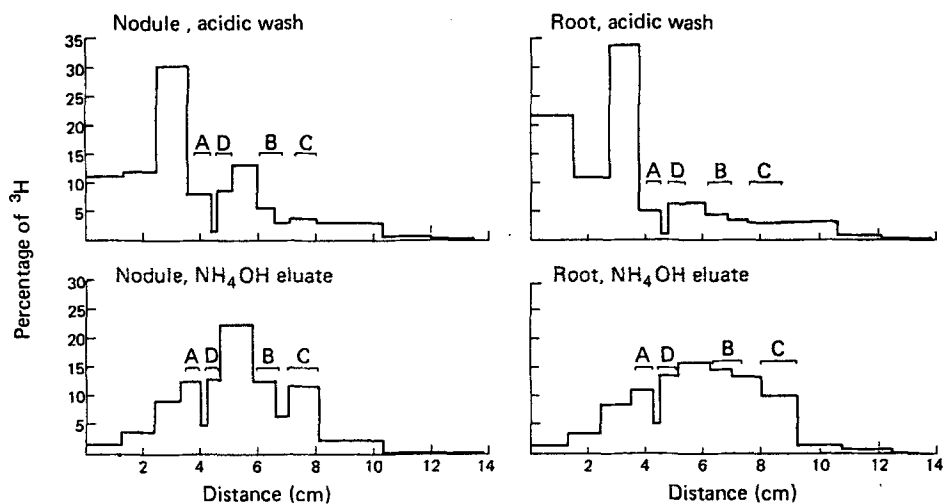 Nodule, acidic wash
35
30
25
20
15
10
5
A D B C
Root, acidic wash
A D B C
Percentage of ³H
Nodule, NH₄OH eluate
30
25
20
15
10
5
A D B C
2 4 6 8 10 12 14
Distance (cm)
Root, NH₄OH eluate
A D B C
2 4 6 8 10 12 14
Distance (cm)